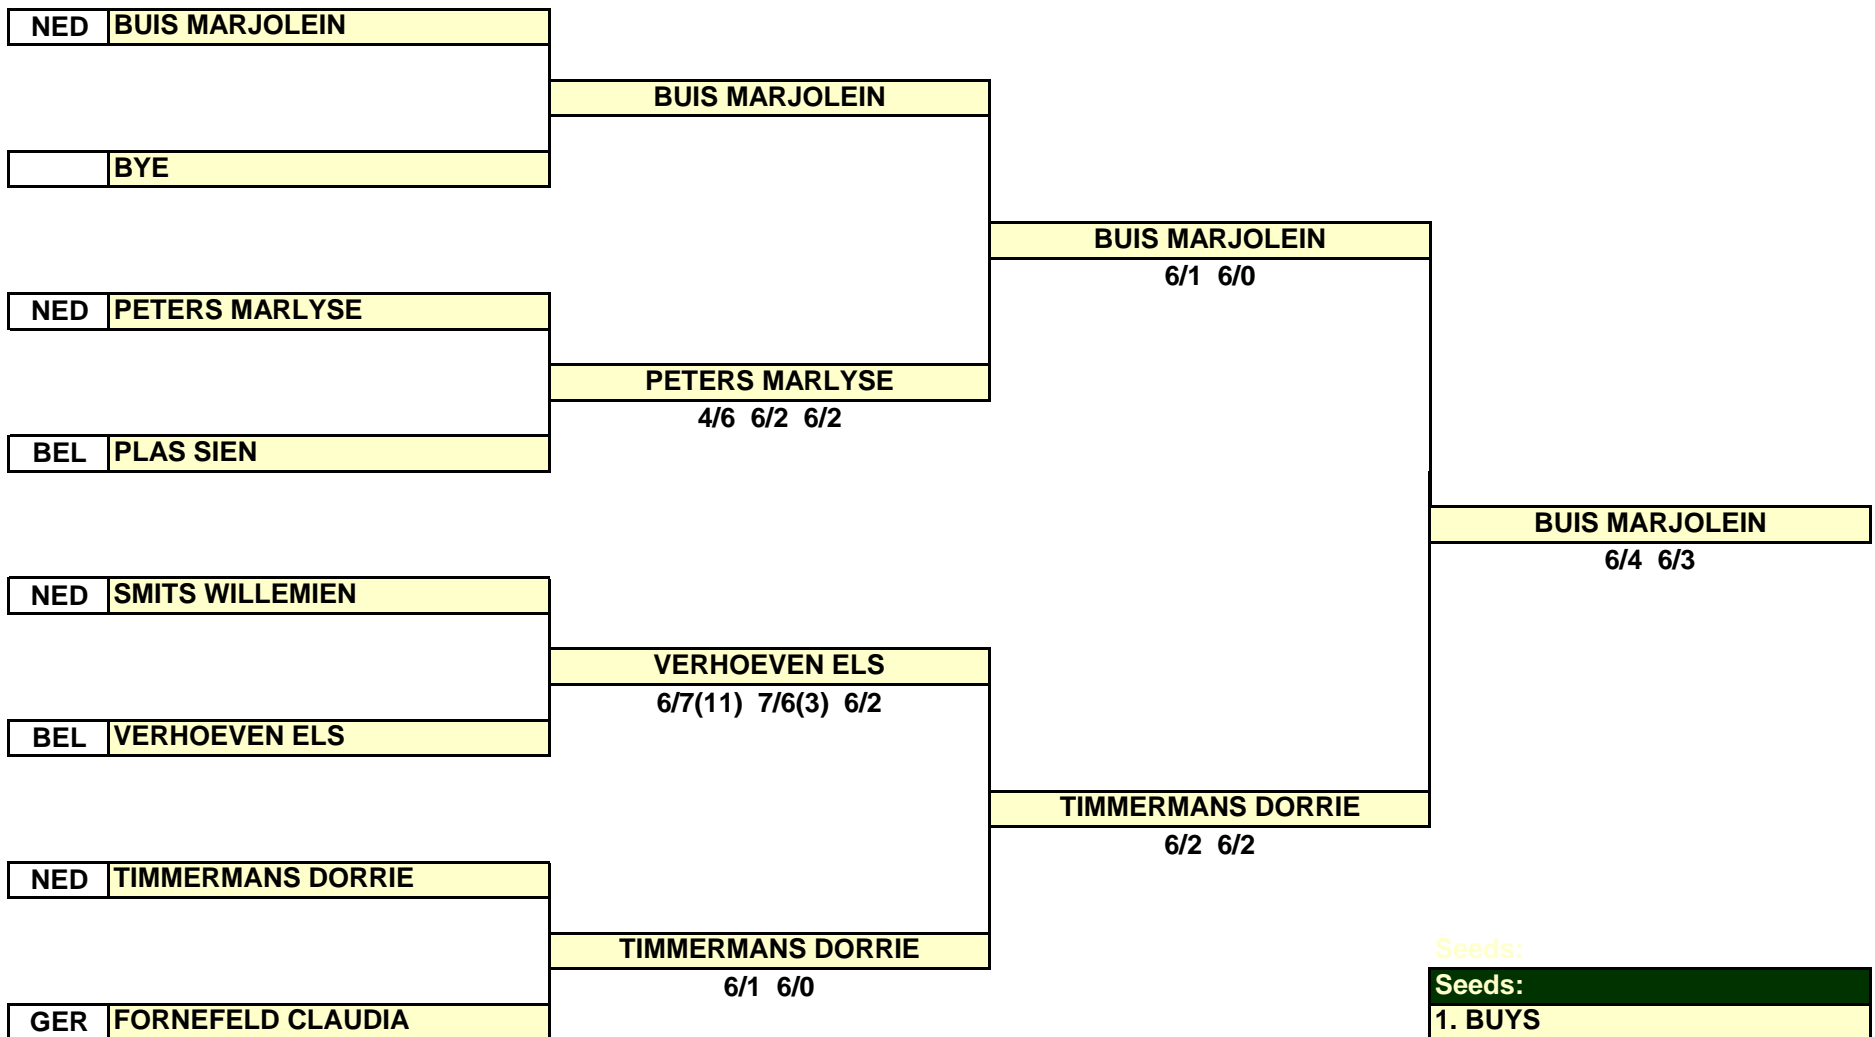 NED BUIS MARJOLEIN
BUIS MARJOLEIN
BYE
BUIS MARJOLEIN
6/1 6/0
NED PETERS MARLYSE
PETERS MARLYSE
4/6 6/2 6/2
BEL PLAS SIEN
BUIS MARJOLEIN
6/4 6/3
NED SMITS WILLEMIEN
VERHOEVEN ELS
6/7(11) 7/6(3) 6/2
BEL VERHOEVEN ELS
TIMMERMANS DORRIE
6/2 6/2
NED TIMMERMANS DORRIE
TIMMERMANS DORRIE
6/1 6/0
GER FORNEFELD CLAUDIA
Seeds:
Seeds:
1. BUYS